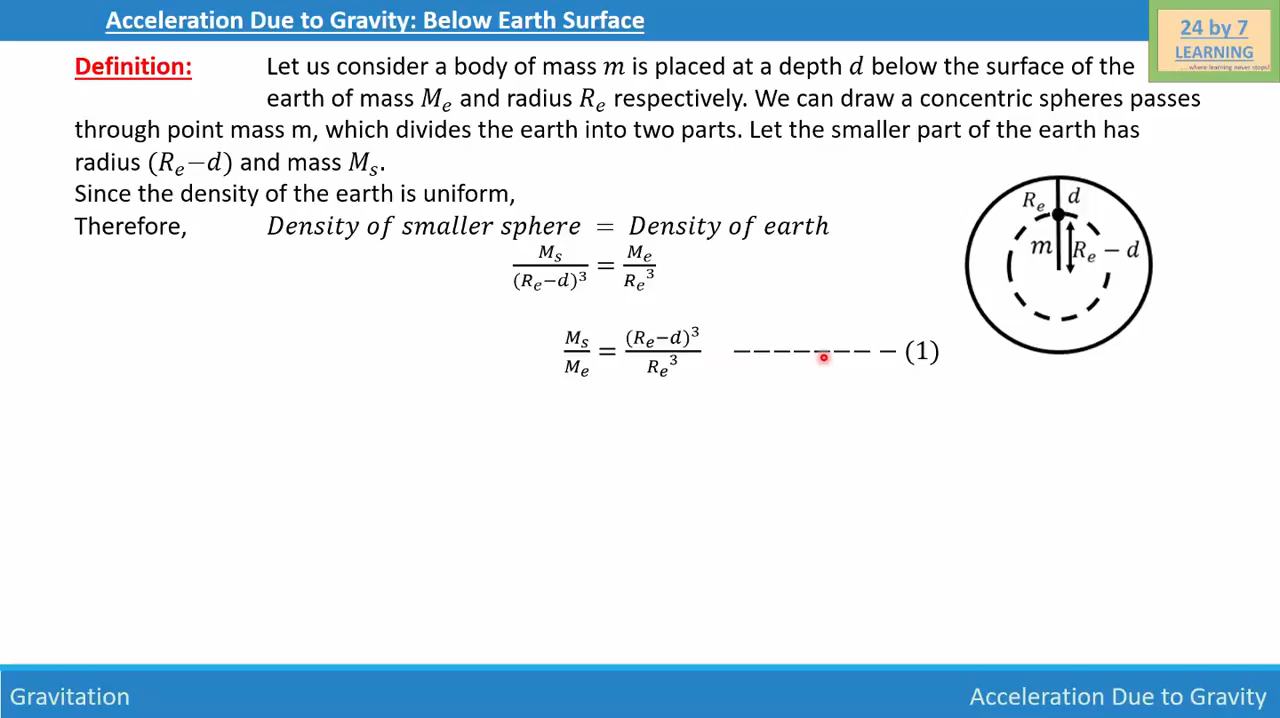 Acceleration Due to Gravity: Below Earth Surface
24 by 7
LEARNING
....where learning never stops!
Definition: Let us consider a body of mass m is placed at a depth d below the surface of the
earth of mass Mₑ and radius Rₑ respectively. We can draw a concentric spheres passes
through point mass m, which divides the earth into two parts. Let the smaller part of the earth has
radius (Rₑ−d) and mass Mₛ.
Since the density of the earth is uniform,
Therefore, Density of smaller sphere = Density of earth
Mₛ/(Rₑ−d)³ = Mₑ/Rₑ³
Mₛ/Mₑ = (Rₑ−d)³/Rₑ³ −−−−−−−− (1)
Rₑ d
m Rₑ − d
Gravitation
Acceleration Due to Gravity